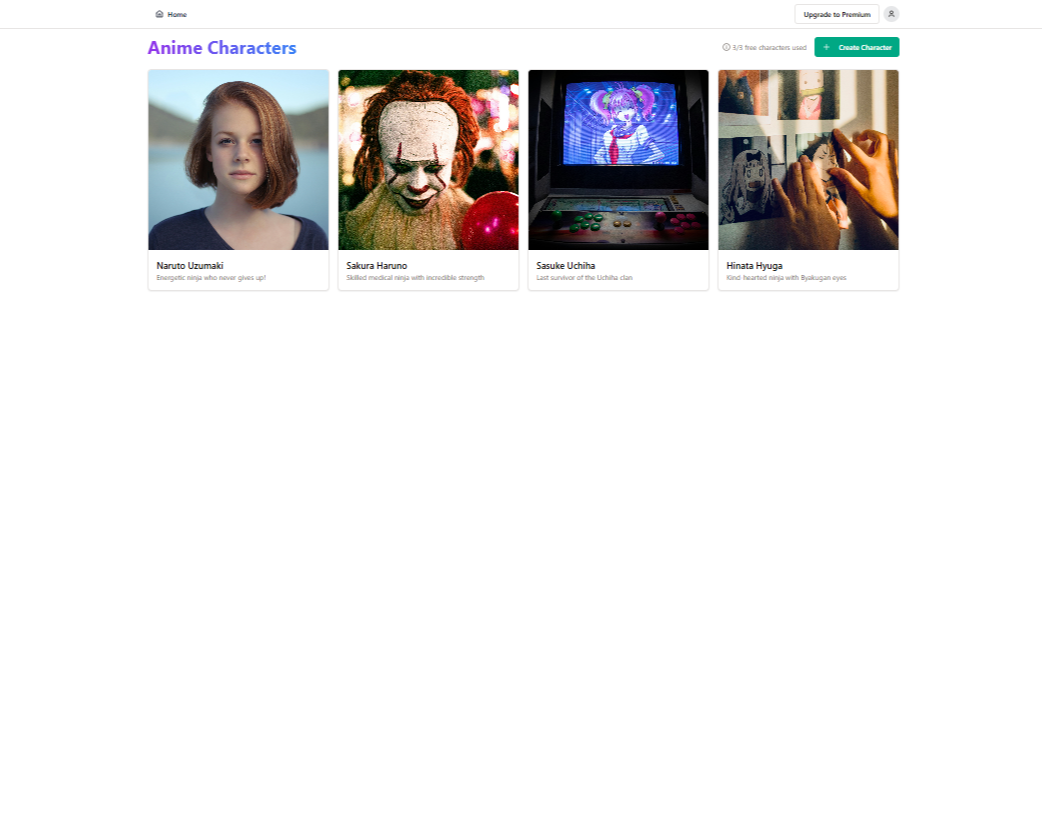 Home
Upgrade to Premium
Anime Characters
3/3 free characters used
+ Create Character
Naruto Uzumaki
Energetic ninja who never gives up!
Sakura Haruno
Skilled medical ninja with incredible strength
Sasuke Uchiha
Last survivor of the Uchiha clan
Hinata Hyuga
Kind-hearted ninja with Byakugan eyes